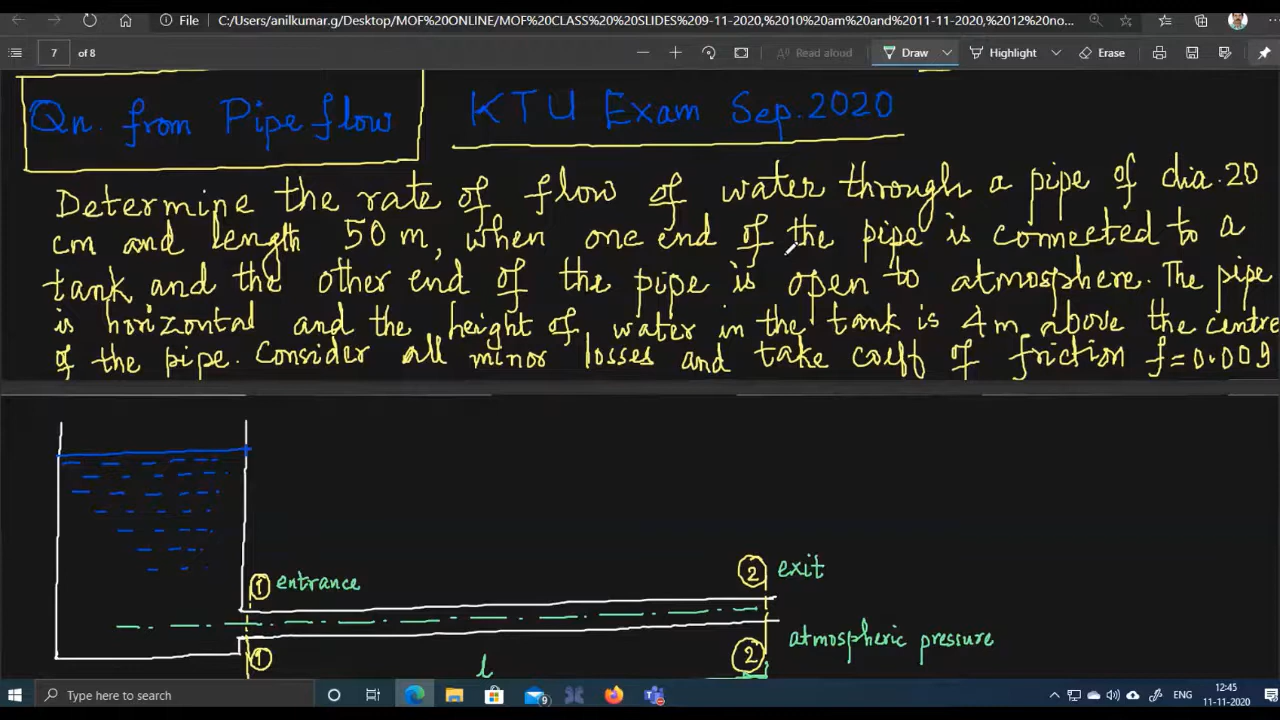 File
C:/Users/anilkumar.g/Desktop/MOF%20ONLINE/MOF%20CLASS%20%20SLIDES%209-11-2020,%2010%20am%20and%2011-11-2020,%2012%20no...
7 of 8
Read aloud
Draw
Highlight
Erase
Qn. from Pipe flow
KTU Exam Sep.2020
Determine the rate of flow of water through a pipe of dia.20
cm and length 50 m, when one end of the pipe is connected to a
tank and the other end of the pipe is open to atmosphere. The pipe
is horizontal and the height of water in the tank is 4m above the centre
of the pipe. Consider all minor losses and take coeff of friction f=0.009
1 entrance
2 exit
atmospheric pressure
1
2
l
Type here to search
9
ENG
12:45
11-11-2020